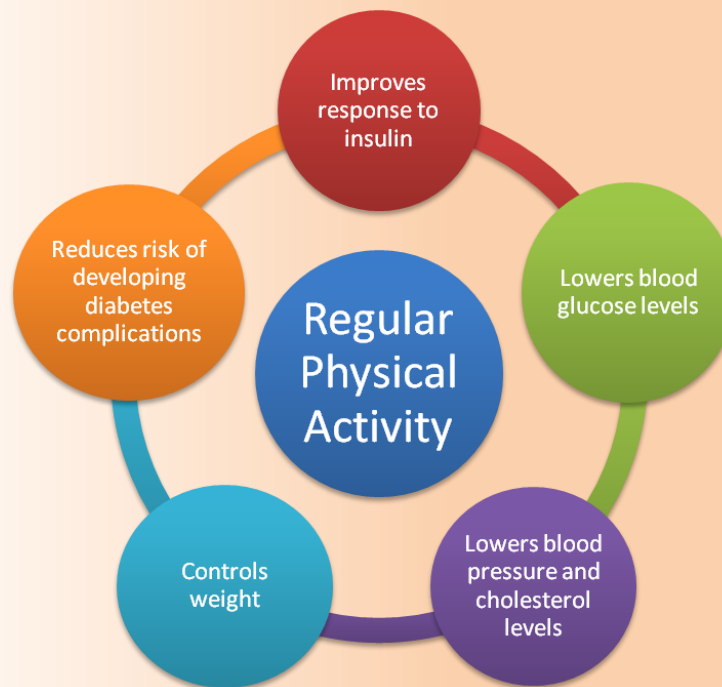 Improves
response to
insulin
Lowers blood
glucose levels
Lowers blood
pressure and
cholesterol
levels
Controls
weight
Reduces risk of
developing
diabetes
complications
Regular
Physical
Activity